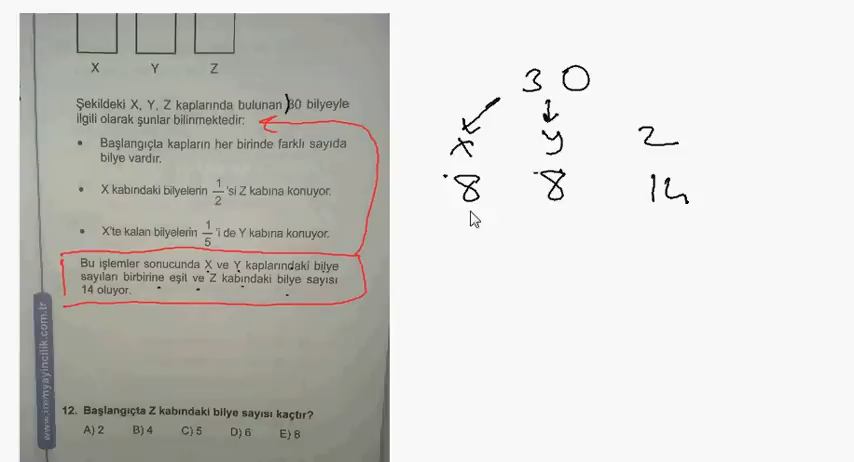 X Y Z
Şekildeki X, Y, Z kaplarında bulunan 30 bilyeyle
ilgili olarak şunlar bilinmektedir:
• Başlangıçta kapların her birinde farklı sayıda
bilye vardır.
• X kabındaki bilyelerin 1/2 'si Z kabına konuyor.
• X'te kalan bilyelerin 1/5 'i de Y kabına konuyor.
Bu işlemler sonucunda X ve Y kaplarındaki bilye
sayıları birbirine eşit ve Z kabındaki bilye sayısı
14 oluyor.
www.immyayincilik.com.tr
12. Başlangıçta Z kabındaki bilye sayısı kaçtır?
A) 2 B) 4 C) 5 D) 6 E) 8
30
x y z
8 8 14